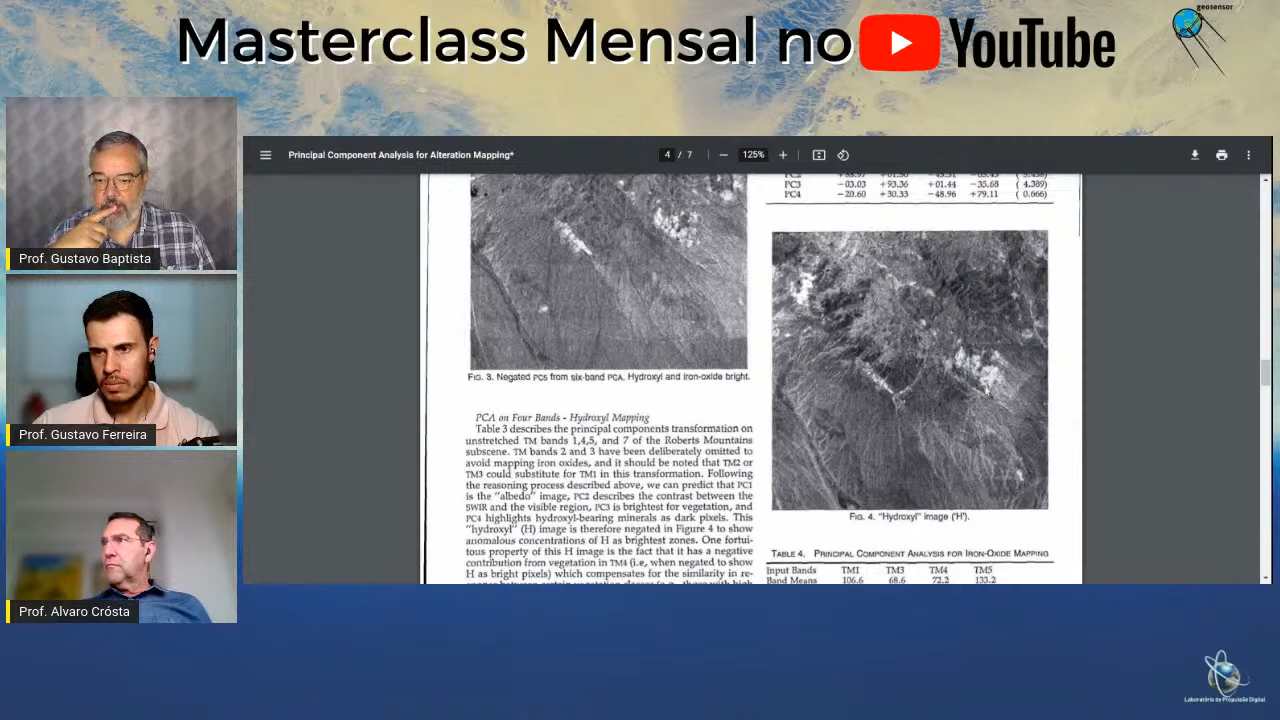 Masterclass Mensal no YouTube
geosensor
Prof. Gustavo Baptista
Prof. Gustavo Ferreira
Prof. Alvaro Crósta
Principal Component Analysis for Alteration Mapping*
4 / 7
125%
FIG. 3. Negated PC5 from six-band PCA. Hydroxyl and iron-oxide bright.
PCA on Four Bands - Hydroxyl Mapping
Table 3 describes the principal components transformation on
unstretched TM bands 1,4,5, and 7 of the Roberts Mountains
subscene. TM bands 2 and 3 have been deliberately omitted to
avoid mapping iron oxides, and it should be noted that TM2 or
TM3 could substitute for TM1 in this transformation. Following
the reasoning process described above, we can predict that PC1
is the "albedo" image, PC2 describes the contrast between the
SWIR and the visible region, PC3 is brightest for vegetation, and
PC4 highlights hydroxyl-bearing minerals as dark pixels. This
"hydroxyl" (H) image is therefore negated in Figure 4 to show
anomalous concentrations of H as brightest zones. One fortui-
tous property of this H image is the fact that it has a negative
contribution from vegetation in TM4 (i.e, when negated to show
H as bright pixels) which compensates for the similarity in re-
PC3 -03.03 +93.36 +01.44 -35.68 ( 4.389)
PC4 -20.60 +30.33 -48.96 +79.11 ( 0.666)
FIG. 4. "Hydroxyl" image ('H').
TABLE 4. PRINCIPAL COMPONENT ANALYSIS FOR IRON-OXIDE MAPPING
Input Bands TM1 TM3 TM4 TM5
Band Means 106.6 68.6 72.2 133.2
Laboratório de Propulsão Digital